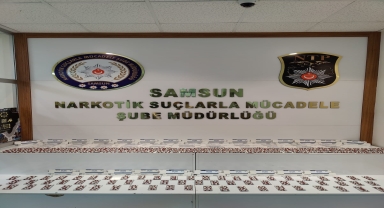 SAMSUN
NARKOTİK SUÇLARLA MÜCADELE
ŞUBE MÜDÜRLÜĞÜ